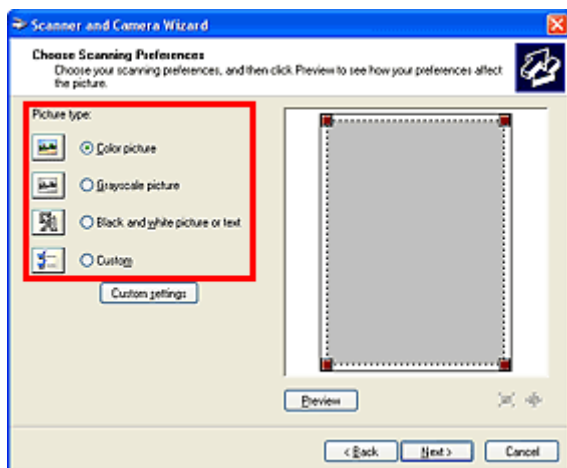 Scanner and Camera Wizard
Choose Scanning Preferences
Choose your scanning preferences, and then click Preview to see how your preferences affect
the picture.
Picture type:
Color picture
Grayscale picture
Black and white picture or text
Custom
Custom settings
Preview
< Back
Next >
Cancel